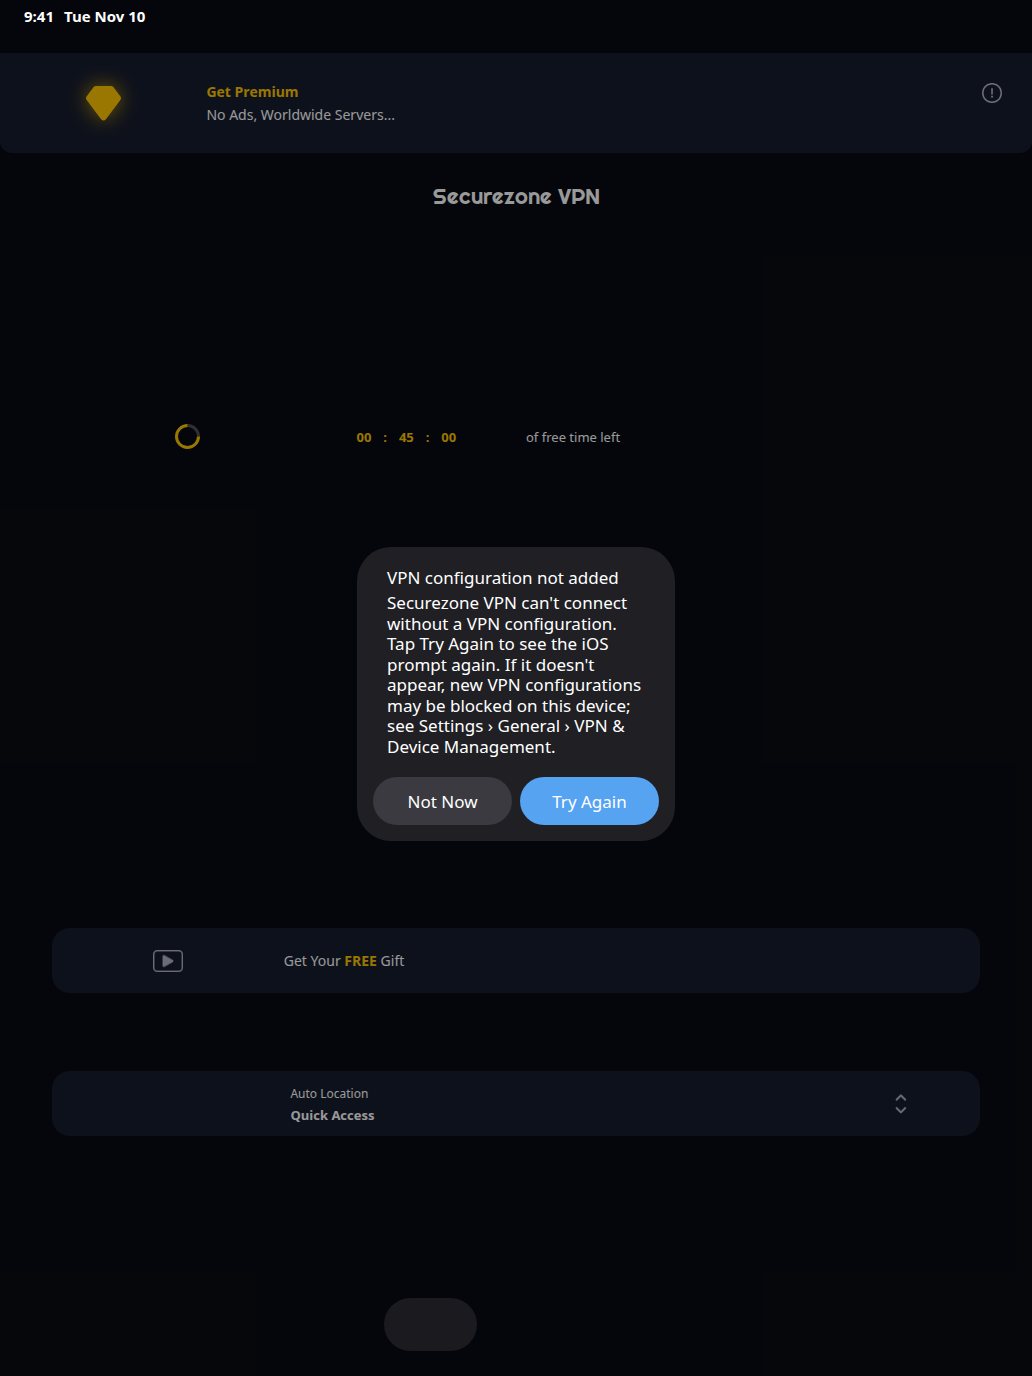 9:41 Tue Nov 10
Get Premium
No Ads, Worldwide Servers...
Securezone VPN
00 : 45 : 00 of free time left
VPN configuration not added
Securezone VPN can't connect
without a VPN configuration.
Tap Try Again to see the iOS
prompt again. If it doesn't
appear, new VPN configurations
may be blocked on this device;
see Settings › General › VPN &
Device Management.
Not Now Try Again
Get Your FREE Gift
Auto Location
Quick Access